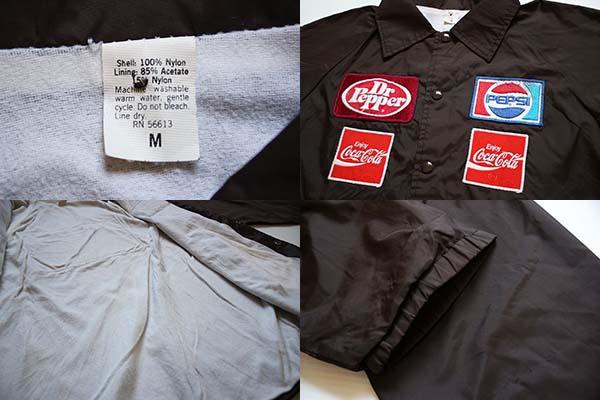 Shell: 100% Nylon
Lining: 85% Acetate
15% Nylon
Machine washable
warm water, gentle
cycle. Do not bleach.
Line dry.
RN 56613
M
Dr
Pepper
PEPSI
Enjoy
Coca-Cola
Enjoy
Coca-Cola